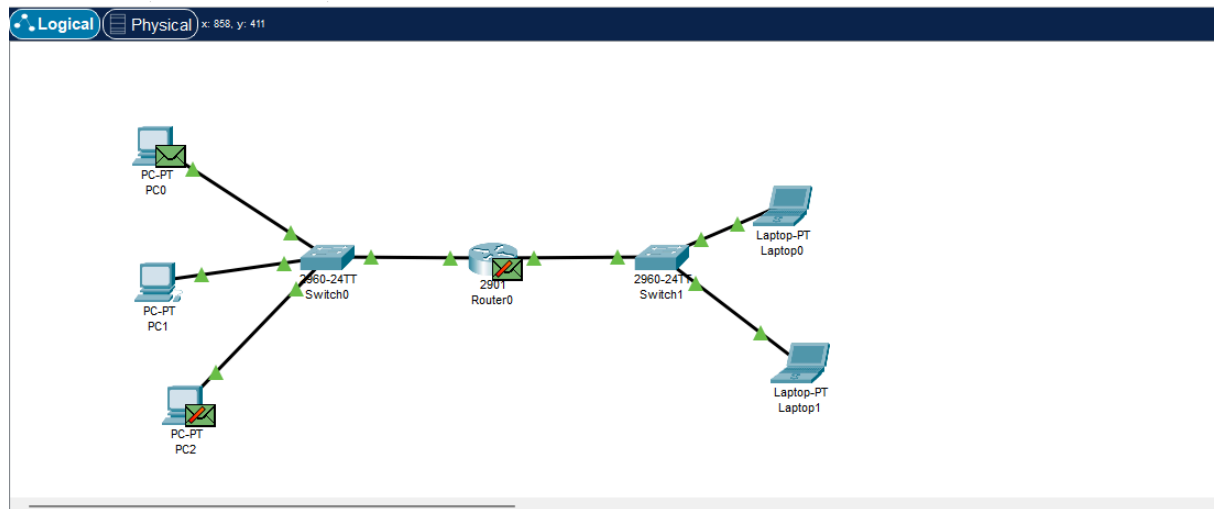 Logical Physical x: 858, y: 411
PC-PT
PC0
PC-PT
PC1
PC-PT
PC2
2960-24TT
Switch0
2901
Router0
2960-24TT
Switch1
Laptop-PT
Laptop0
Laptop-PT
Laptop1